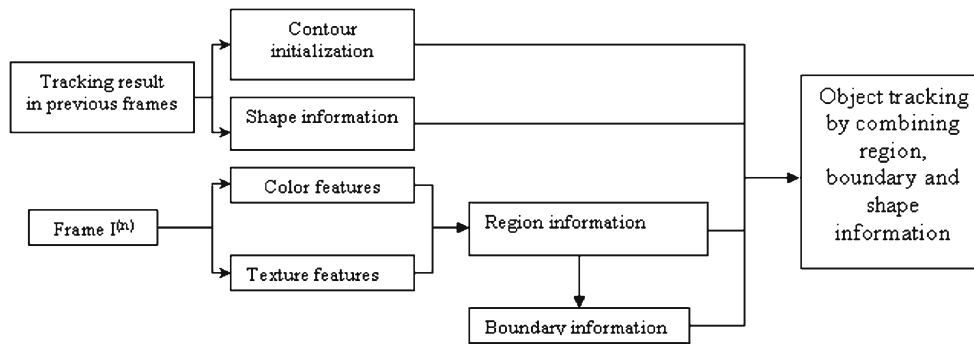 Contour
initialization
Tracking result
in previous frames
Shape information
Color features
Frame I(n)
Texture features
Region information
Boundary information
Object tracking
by combining
region,
boundary and
shape
information